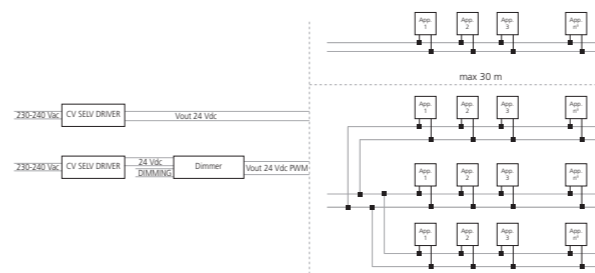 App. 1
App. 2
App. 3
App. n°
max 30 m
230-240 Vac
CV SELV DRIVER
Vout 24 Vdc
App. 1
App. 2
App. 3
App. n°
230-240 Vac
CV SELV DRIVER
24 Vdc
DIMMING
Dimmer
Vout 24 Vdc PWM
App. 1
App. 2
App. 3
App. n°
App. 1
App. 2
App. 3
App. n°